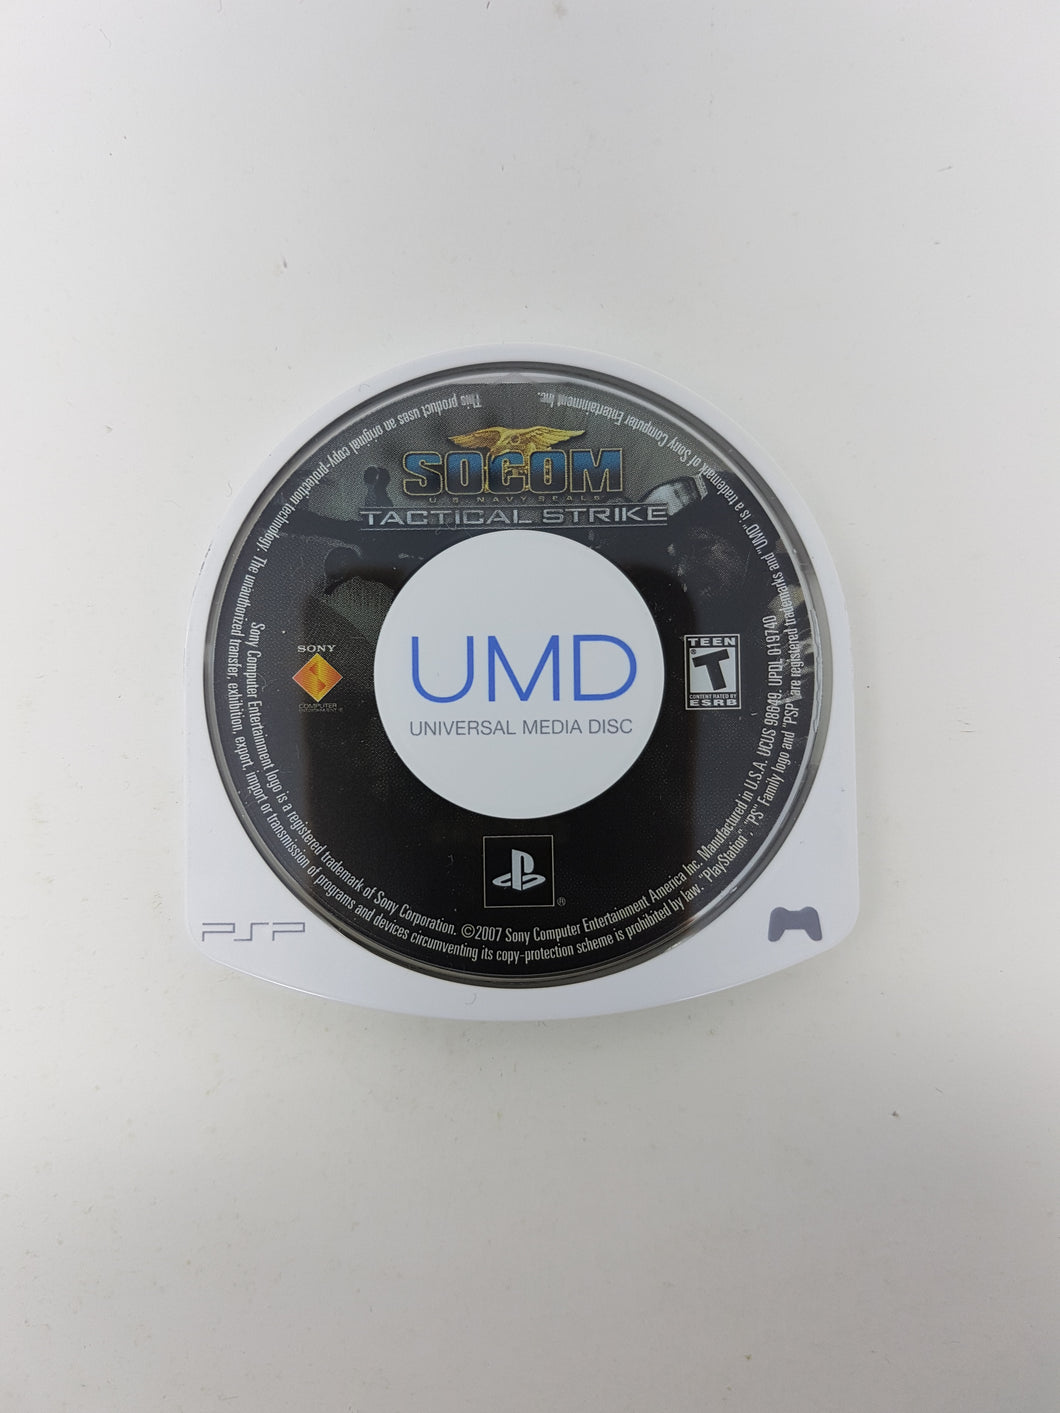 This product uses an original copy-protection technology. The unauthorized transfer, exhibition, export, import or transmission of programs and devices circumventing its copy-protection scheme is prohibited by law. "PlayStation", "PS" Family logo and "PSP" are registered trademarks and "UMD" is a trademark of Sony Computer Entertainment Inc.
SOCOM
U.S. NAVY SEALS
TACTICAL STRIKE
SONY
COMPUTER
ENTERTAINMENT
UMD
UNIVERSAL MEDIA DISC
TEEN
T
CONTENT RATED BY
ESRB
Sony Computer Entertainment logo is a registered trademark of Sony Corporation. ©2007 Sony Computer Entertainment America Inc. Manufactured in U.S.A. UCUS 98649. UPDL 019740
PSP